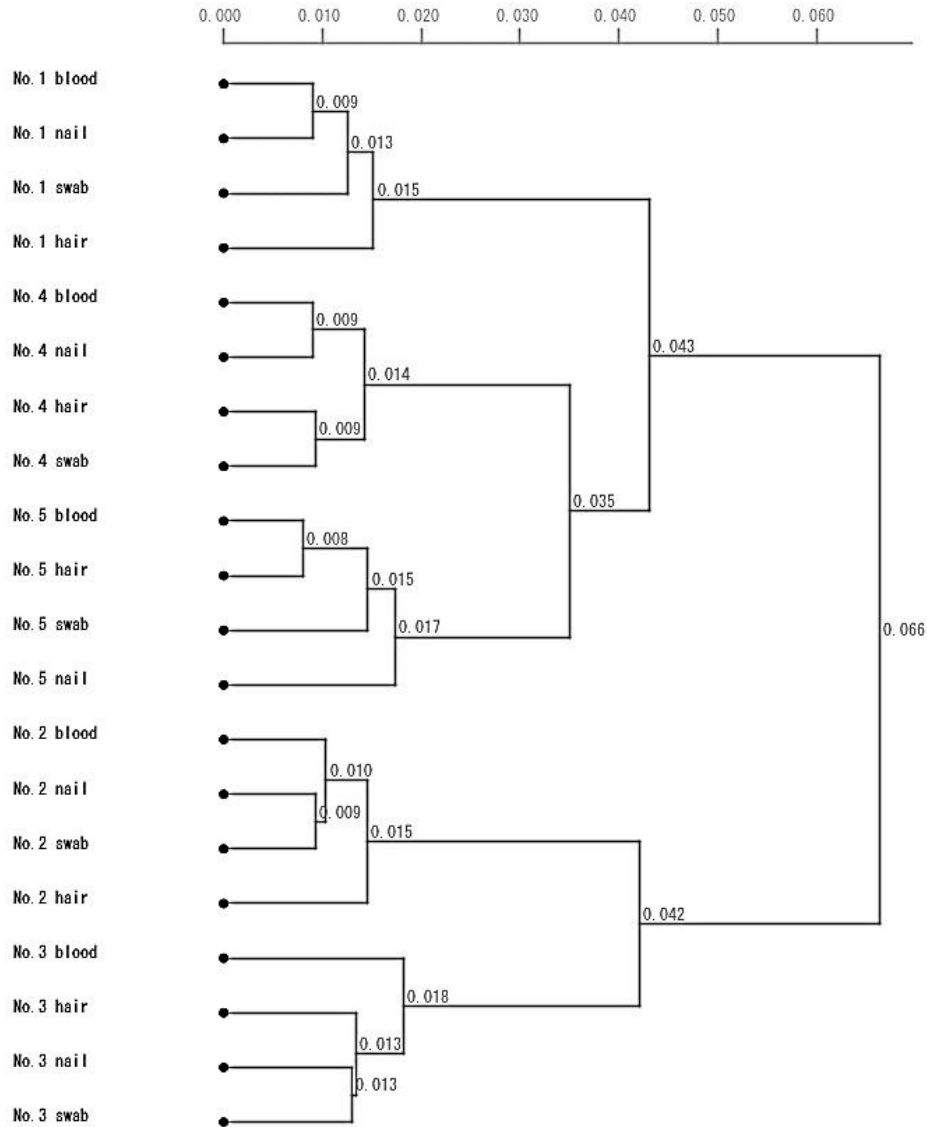 0.000 0.010 0.020 0.030 0.040 0.050 0.060
No. 1 blood
0.009
No. 1 nail
0.013
No. 1 swab
0.015
No. 1 hair
No. 4 blood
0.009
No. 4 nail
0.043
0.014
No. 4 hair
0.009
No. 4 swab
0.035
No. 5 blood
0.008
No. 5 hair
0.015
No. 5 swab
0.017
0.066
No. 5 nail
No. 2 blood
0.010
No. 2 nail
0.009
0.015
No. 2 swab
No. 2 hair
0.042
No. 3 blood
0.018
No. 3 hair
0.013
No. 3 nail
0.013
No. 3 swab